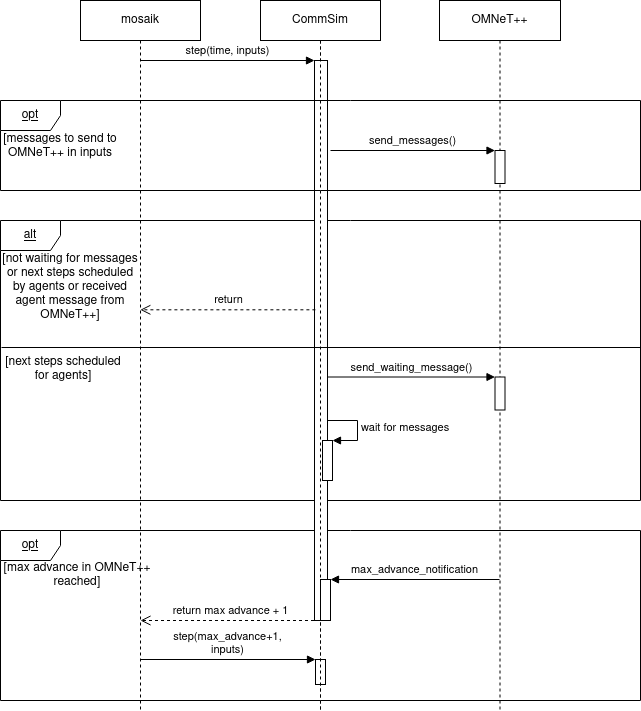 mosaik
CommSim
OMNeT++
step(time, inputs)
opt
[messages to send to
OMNeT++ in inputs
send_messages()
alt
[not waiting for messages
or next steps scheduled
by agents or received
agent message from
OMNeT++]
return
[next steps scheduled
for agents]
send_waiting_message()
wait for messages
opt
[max advance in OMNeT++
reached]
max_advance_notification
return max advance + 1
step(max_advance+1,
inputs)